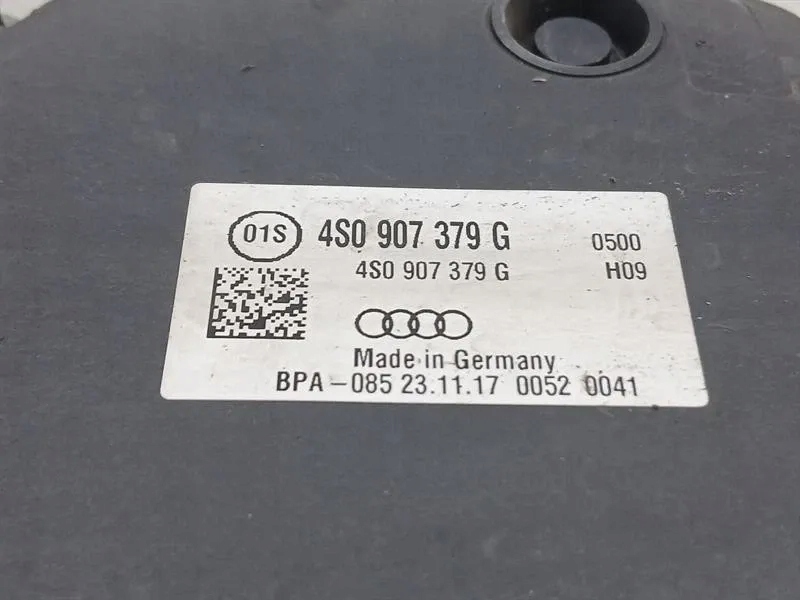 01S 4S0 907 379 G 0500
4S0 907 379 G H09
Made in Germany
BPA-085 23.11.17 0052 0041